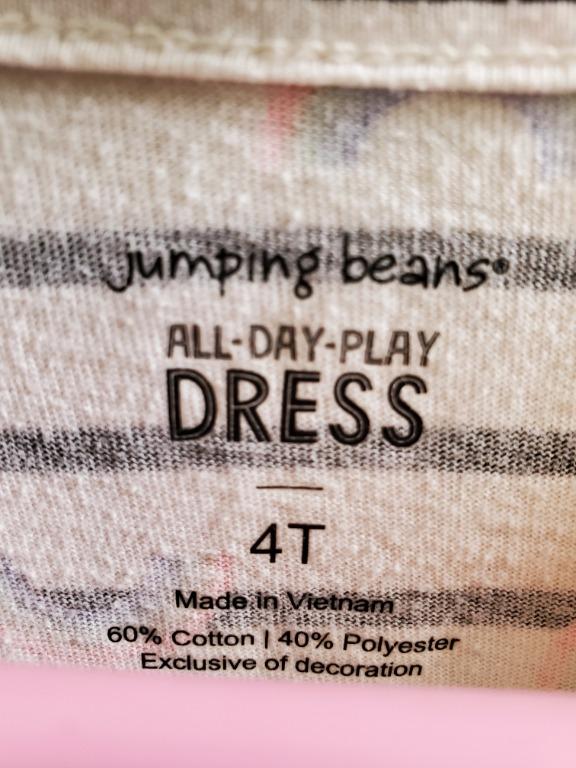 jumping beans®
ALL-DAY-PLAY
DRESS
4T
Made in Vietnam
60% Cotton | 40% Polyester
Exclusive of decoration